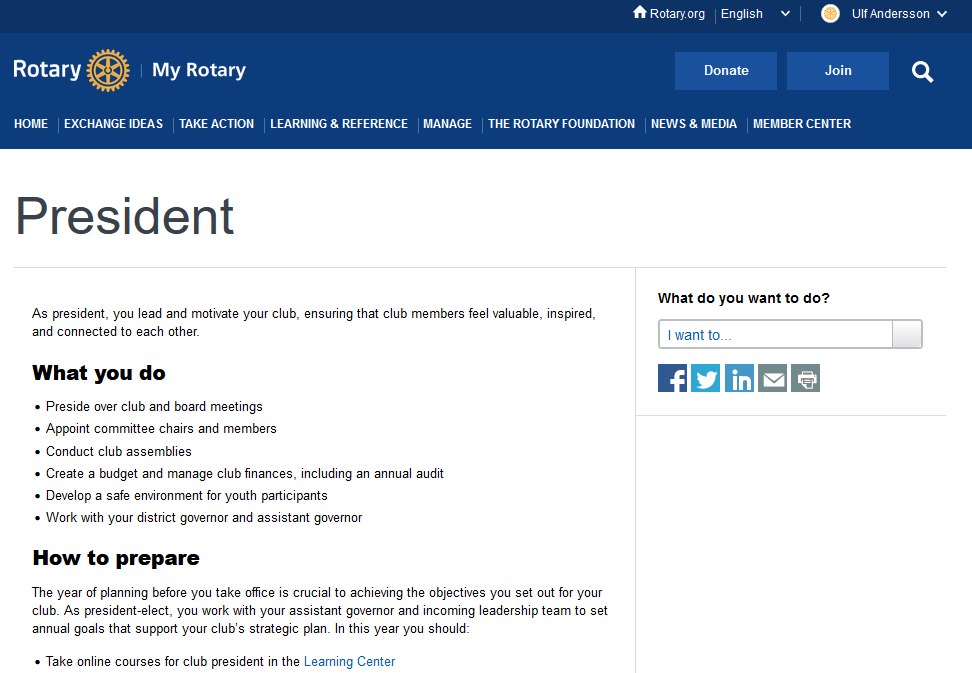 Rotary.org English Ulf Andersson
Rotary My Rotary Donate Join
HOME EXCHANGE IDEAS TAKE ACTION LEARNING & REFERENCE MANAGE THE ROTARY FOUNDATION NEWS & MEDIA MEMBER CENTER
President
As president, you lead and motivate your club, ensuring that club members feel valuable, inspired,
and connected to each other.
What you do
• Preside over club and board meetings
• Appoint committee chairs and members
• Conduct club assemblies
• Create a budget and manage club finances, including an annual audit
• Develop a safe environment for youth participants
• Work with your district governor and assistant governor
How to prepare
The year of planning before you take office is crucial to achieving the objectives you set out for your
club. As president-elect, you work with your assistant governor and incoming leadership team to set
annual goals that support your club's strategic plan. In this year you should:
• Take online courses for club president in the Learning Center
What do you want to do?
I want to...